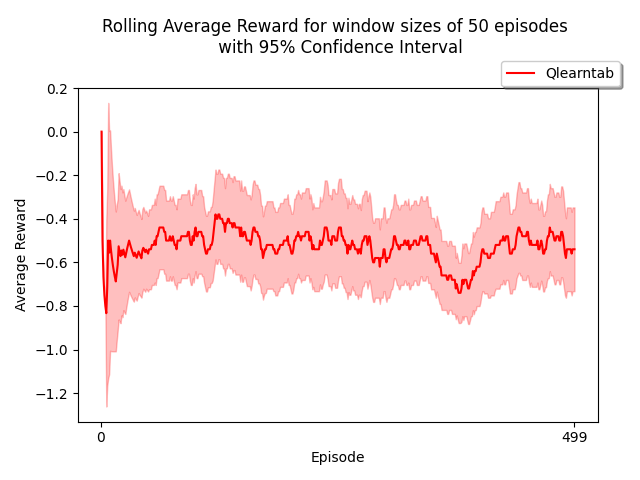 Rolling Average Reward for window sizes of 50 episodes
with 95% Confidence Interval
Qlearntab
0.2
0.0
−0.2
−0.4
−0.6
−0.8
−1.0
−1.2
Average Reward
0
499
Episode